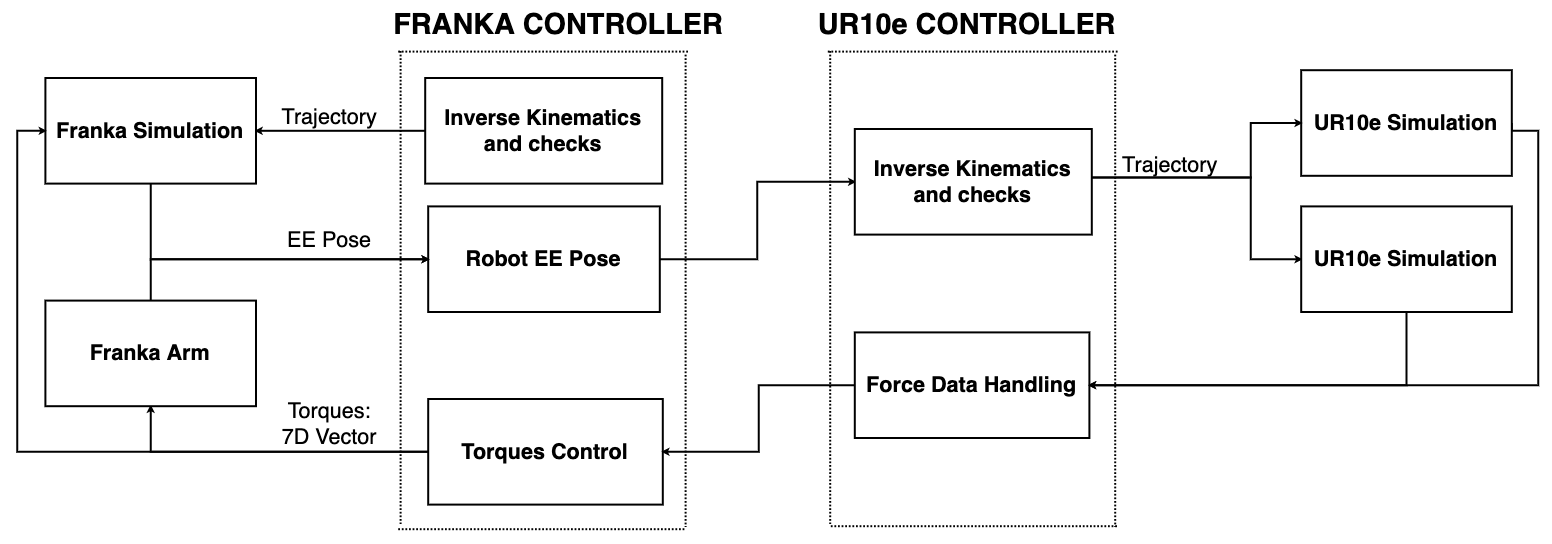 FRANKA CONTROLLER
UR10e CONTROLLER
Franka Simulation
Trajectory
Inverse Kinematics
and checks
EE Pose
Robot EE Pose
Franka Arm
Torques:
7D Vector
Torques Control
Inverse Kinematics
and checks
Trajectory
UR10e Simulation
UR10e Simulation
Force Data Handling